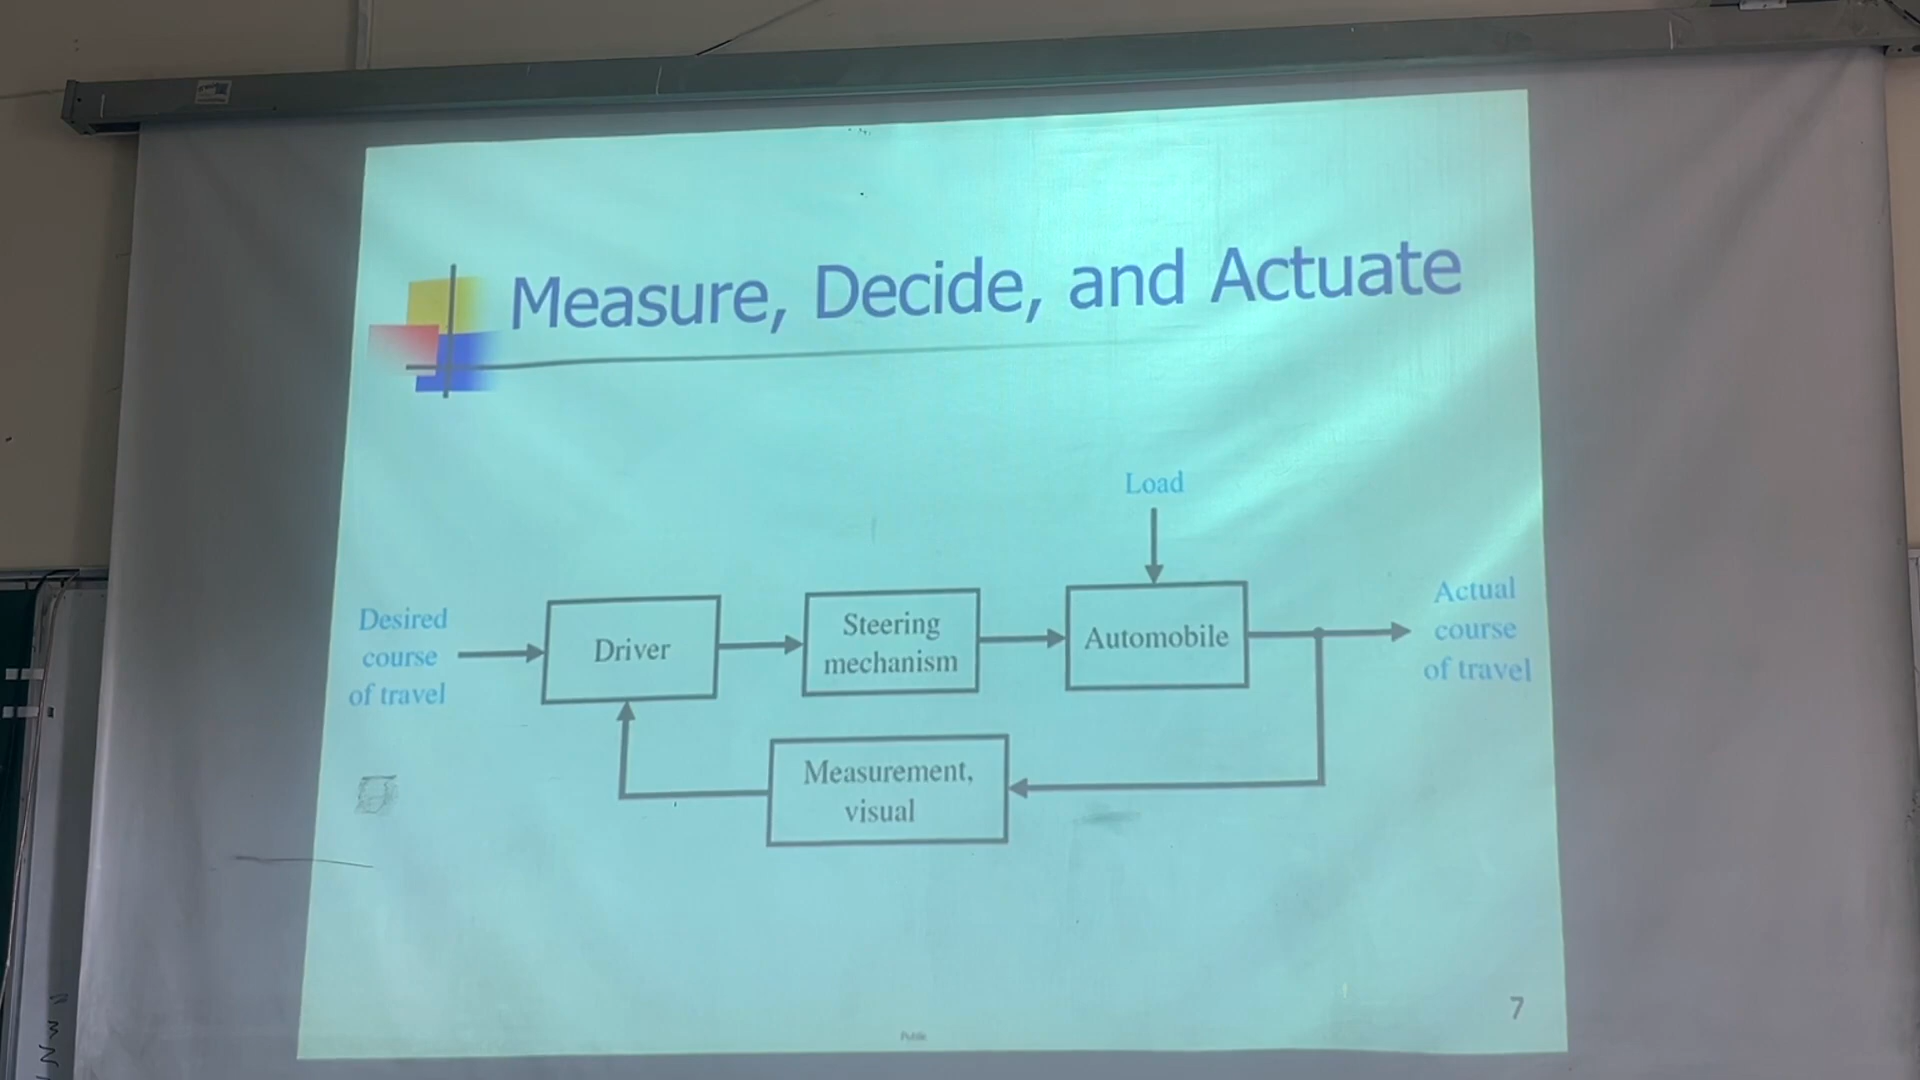 Measure, Decide, and Actuate
Load
Desired
course
of travel
Driver
Steering
mechanism
Automobile
Actual
course
of travel
Measurement,
visual
7
Public